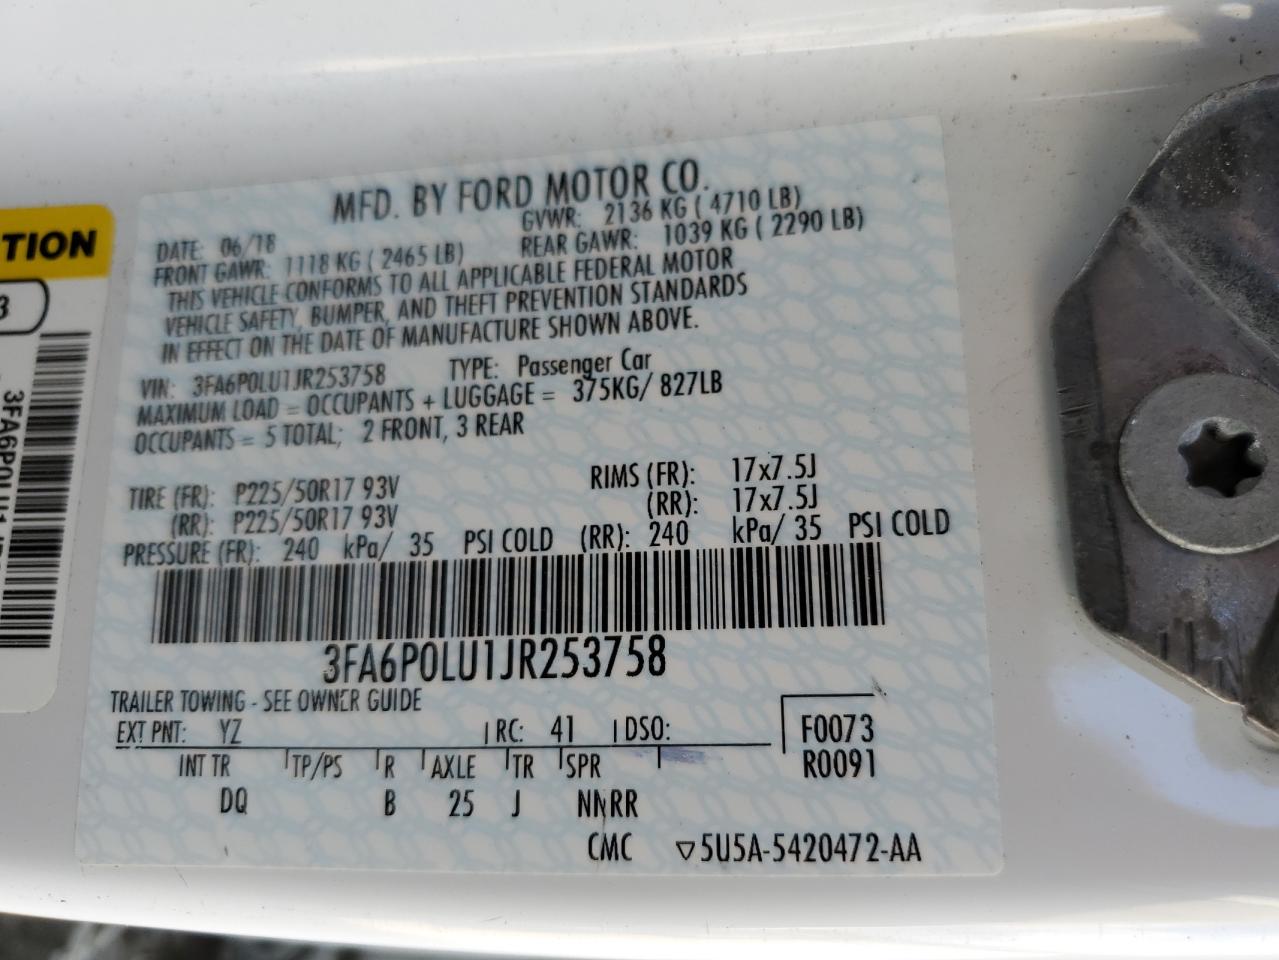 TION
3
3FA6P0LU1
MFD. BY FORD MOTOR CO.
DATE: 06/18 GVWR: 2136 KG ( 4710 LB)
FRONT GAWR: 1118 KG ( 2465 LB) REAR GAWR: 1039 KG ( 2290 LB)
THIS VEHICLE CONFORMS TO ALL APPLICABLE FEDERAL MOTOR
VEHICLE SAFETY, BUMPER, AND THEFT PREVENTION STANDARDS
IN EFFECT ON THE DATE OF MANUFACTURE SHOWN ABOVE.
VIN: 3FA6P0LU1JR253758 TYPE: Passenger Car
MAXIMUM LOAD = OCCUPANTS + LUGGAGE = 375KG/ 827LB
OCCUPANTS = 5 TOTAL; 2 FRONT, 3 REAR
TIRE (FR): P225/50R17 93V RIMS (FR): 17x7.5J
(RR): P225/50R17 93V (RR): 17x7.5J
PRESSURE (FR): 240 kPa/ 35 PSI COLD (RR): 240 kPa/ 35 PSI COLD
3FA6P0LU1JR253758
TRAILER TOWING - SEE OWNER GUIDE
EXT PNT: YZ RC: 41 DSO: F0073
INT TR TP/PS R AXLE TR SPR R0091
DQ B 25 J NNRR
CMC ▽5U5A-5420472-AA